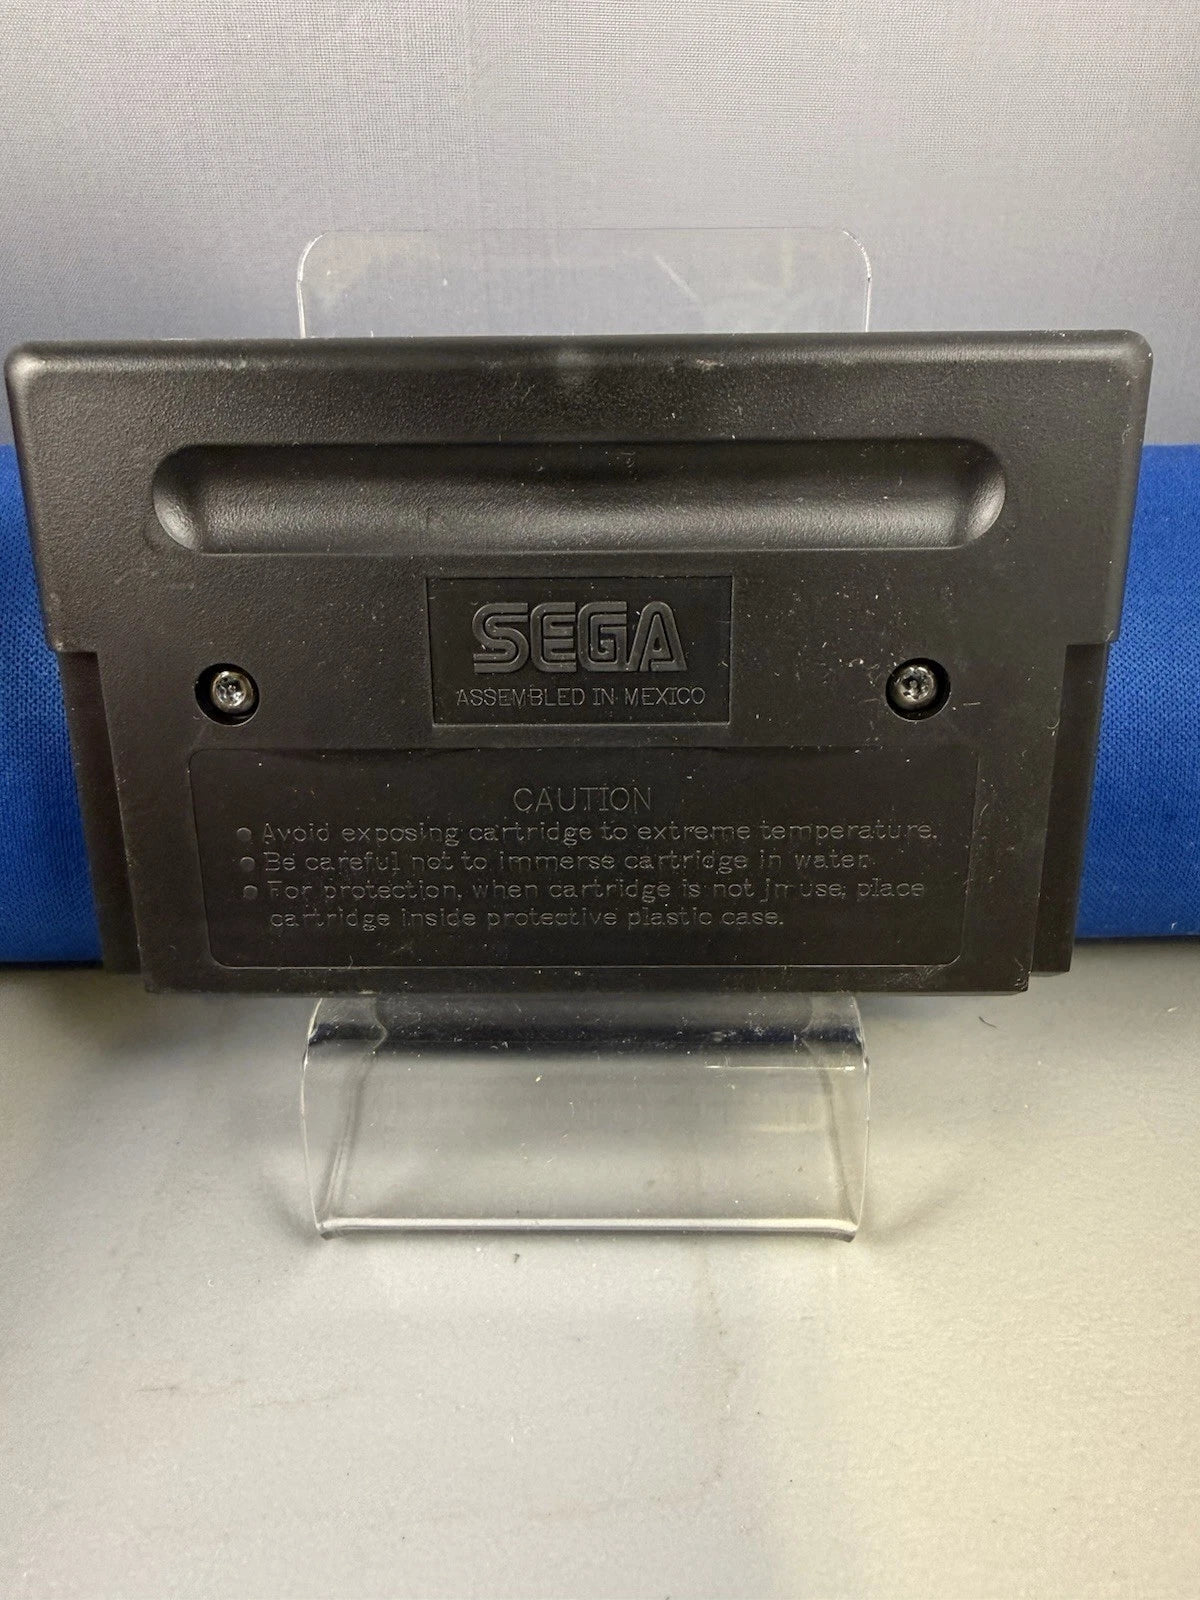 SEGA
ASSEMBLED IN MEXICO
CAUTION
● Avoid exposing cartridge to extreme temperature.
● Be careful not to immerse cartridge in water.
● For protection, when cartridge is not in use, place
cartridge inside protective plastic case.